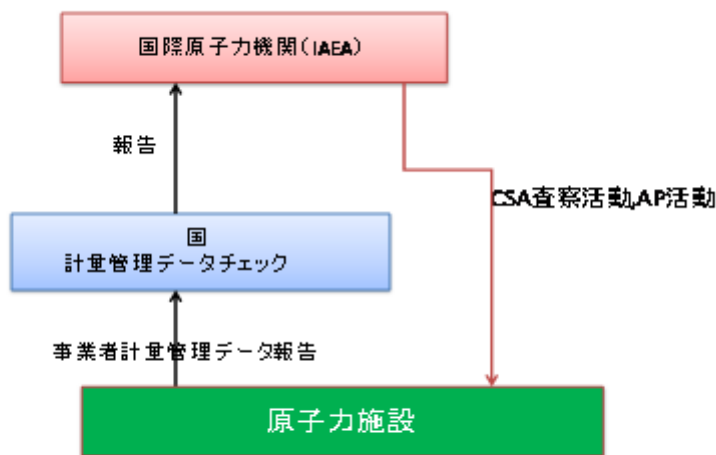 国際原子力機関(IAEA)
報告
CSA査察活動,AP活動
国
計量管理データチェック
事業者計量管理データ報告
原子力施設